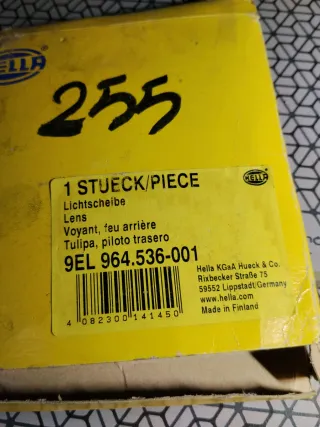 HELLA
255
1 STUECK/PIECE
Lichtscheibe
Lens
Voyant, feu arrière
Tulipa, piloto trasero
9EL 964.536-001
HELLA
Hella KGaA Hueck & Co.
Rixbecker Straße 75
59552 Lippstadt/Germany
www.hella.com
Made in Finland
4 082300 141450